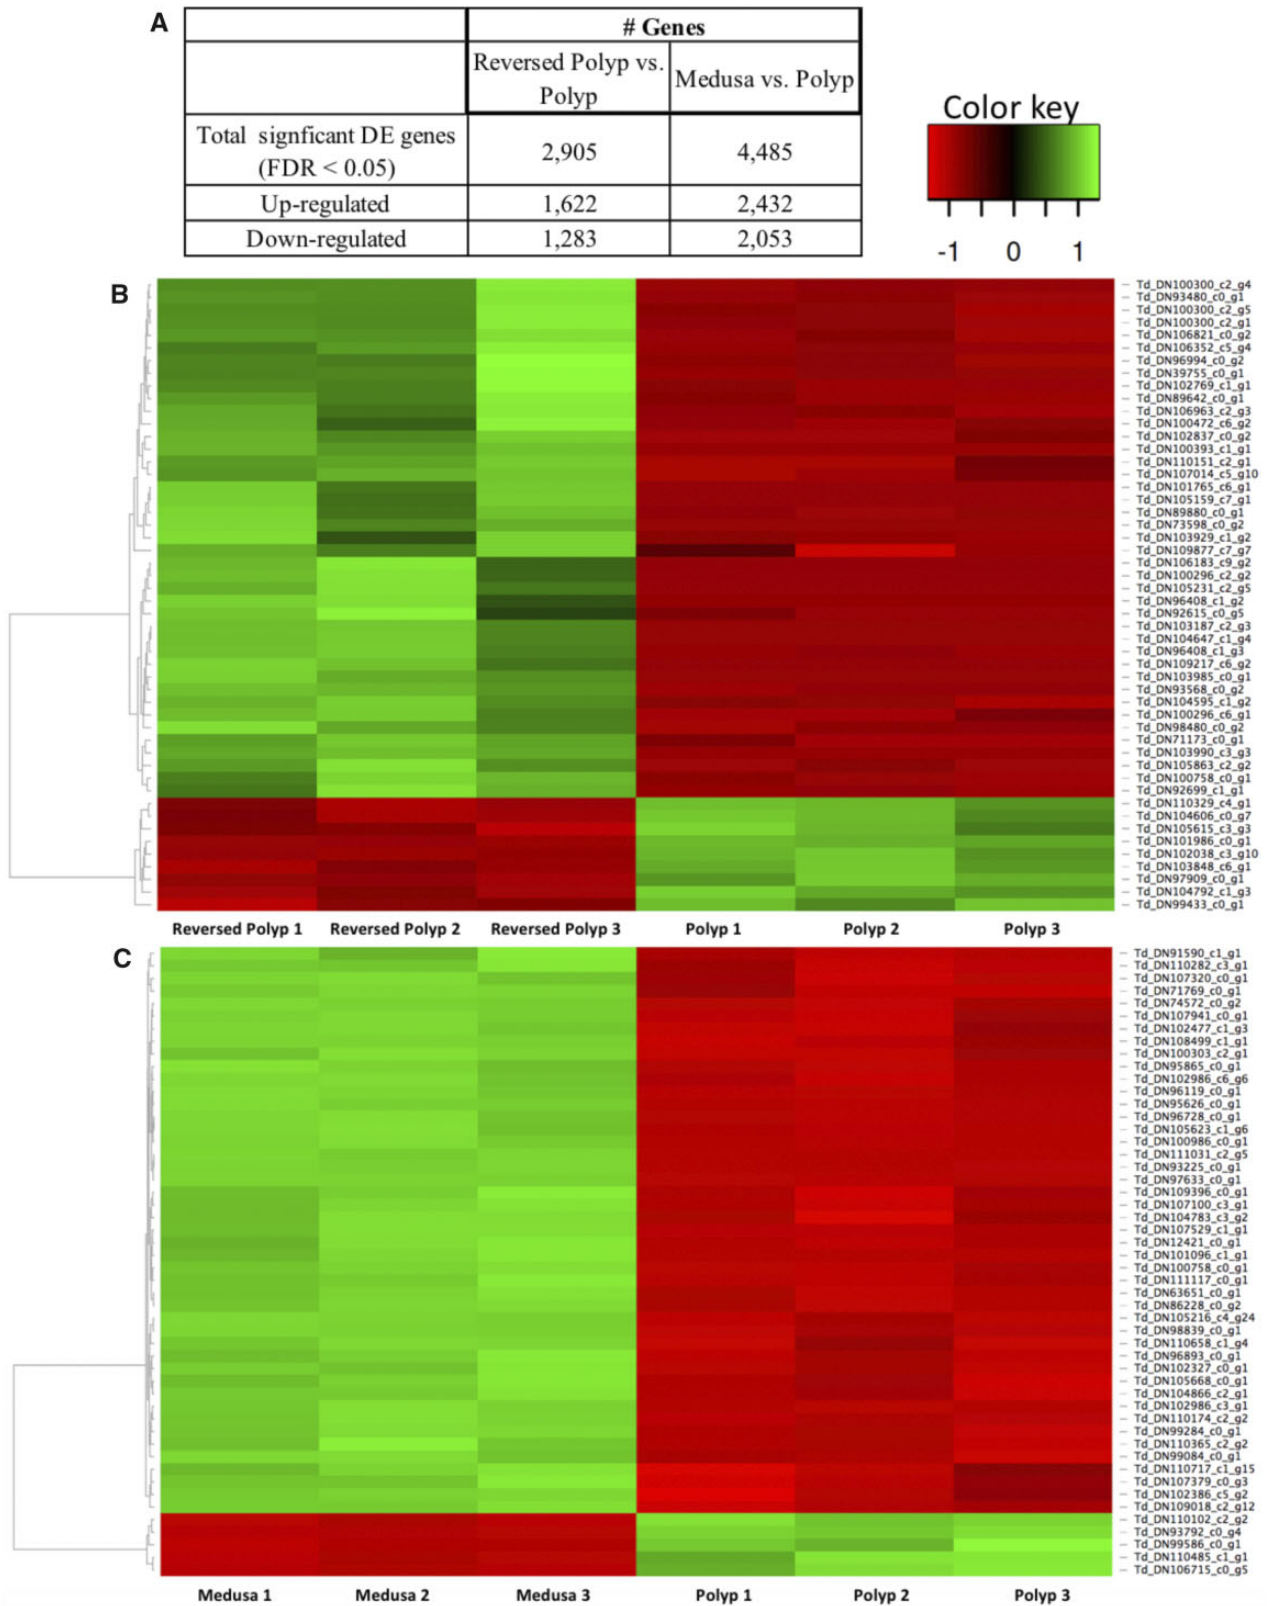 A
# Genes
Reversed Polyp vs.
Polyp
Medusa vs. Polyp
Total signficant DE genes
(FDR < 0.05)
2,905
4,485
Up-regulated
1,622
2,432
Down-regulated
1,283
2,053
Color key
-1 0 1
B
Td_DN100300_c2_g4
Td_DN93480_c0_g1
Td_DN100300_c2_g5
Td_DN100300_c2_g1
Td_DN106821_c0_g2
Td_DN106352_c5_g4
Td_DN96994_c0_g2
Td_DN39755_c0_g1
Td_DN102769_c1_g1
Td_DN89642_c0_g1
Td_DN106963_c2_g3
Td_DN100472_c6_g2
Td_DN102837_c0_g2
Td_DN100393_c1_g1
Td_DN110151_c2_g1
Td_DN107014_c5_g10
Td_DN101765_c6_g1
Td_DN105159_c7_g1
Td_DN89880_c0_g1
Td_DN73598_c0_g2
Td_DN103929_c1_g2
Td_DN109877_c7_g7
Td_DN106183_c9_g2
Td_DN100296_c2_g2
Td_DN105231_c2_g5
Td_DN96408_c1_g2
Td_DN92615_c0_g5
Td_DN103187_c2_g3
Td_DN104647_c1_g4
Td_DN96408_c1_g3
Td_DN109217_c6_g2
Td_DN103985_c0_g1
Td_DN93568_c0_g2
Td_DN104595_c1_g2
Td_DN100296_c6_g1
Td_DN98480_c0_g2
Td_DN71173_c0_g1
Td_DN103990_c3_g3
Td_DN105863_c2_g2
Td_DN100758_c0_g1
Td_DN92699_c1_g1
Td_DN110329_c4_g1
Td_DN104606_c0_g7
Td_DN105615_c3_g3
Td_DN101986_c0_g1
Td_DN102038_c3_g10
Td_DN103848_c6_g1
Td_DN97909_c0_g1
Td_DN104792_c1_g3
Td_DN99433_c0_g1
Reversed Polyp 1 Reversed Polyp 2 Reversed Polyp 3 Polyp 1 Polyp 2 Polyp 3
C
Td_DN91590_c1_g1
Td_DN110282_c3_g1
Td_DN107320_c0_g1
Td_DN71769_c0_g1
Td_DN74572_c0_g2
Td_DN107941_c0_g1
Td_DN102477_c1_g3
Td_DN108499_c1_g1
Td_DN100303_c2_g1
Td_DN95865_c0_g1
Td_DN102986_c6_g6
Td_DN96119_c0_g1
Td_DN95626_c0_g1
Td_DN96728_c0_g1
Td_DN105623_c1_g6
Td_DN100986_c0_g1
Td_DN111031_c2_g5
Td_DN93225_c0_g1
Td_DN97633_c0_g1
Td_DN109396_c0_g1
Td_DN107100_c3_g1
Td_DN104783_c3_g2
Td_DN107529_c1_g1
Td_DN12421_c0_g1
Td_DN101096_c1_g1
Td_DN100758_c0_g1
Td_DN111117_c0_g1
Td_DN63651_c0_g1
Td_DN86228_c0_g2
Td_DN105216_c4_g24
Td_DN98839_c0_g1
Td_DN110658_c1_g4
Td_DN96893_c0_g1
Td_DN102327_c0_g1
Td_DN105668_c0_g1
Td_DN104866_c2_g1
Td_DN102986_c3_g1
Td_DN110174_c2_g2
Td_DN99284_c0_g1
Td_DN110365_c2_g2
Td_DN99084_c0_g1
Td_DN110717_c1_g15
Td_DN107379_c0_g3
Td_DN102386_c5_g2
Td_DN109018_c2_g12
Td_DN110102_c2_g2
Td_DN93792_c0_g4
Td_DN99586_c0_g1
Td_DN110485_c1_g1
Td_DN106715_c0_g5
Medusa 1 Medusa 2 Medusa 3 Polyp 1 Polyp 2 Polyp 3